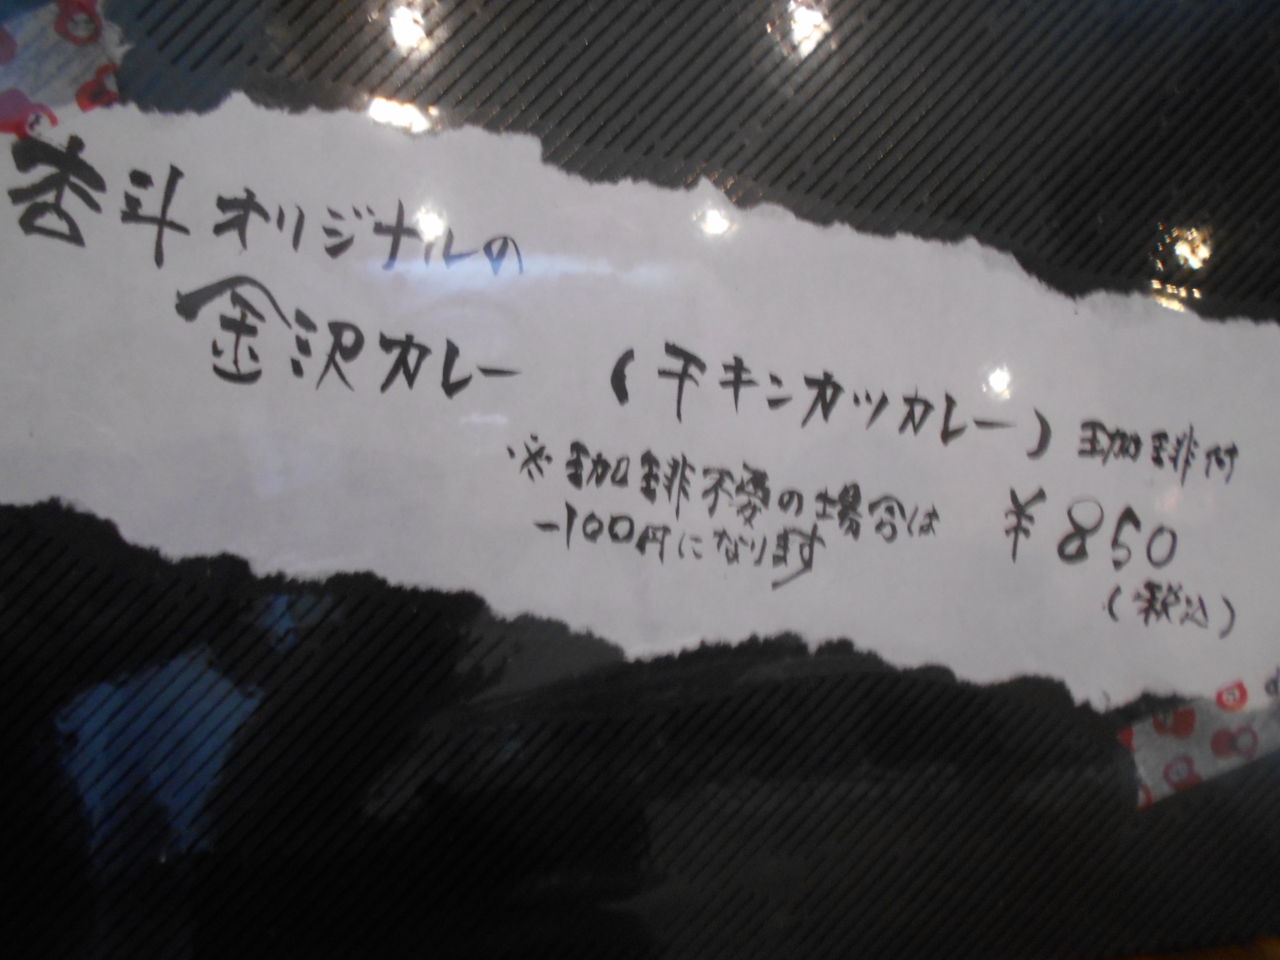 杏斗オリジナルの
金沢カレー (チキンカツカレー) 珈琲付
※珈琲不要の場合は
-100円になります
¥850
(税込)